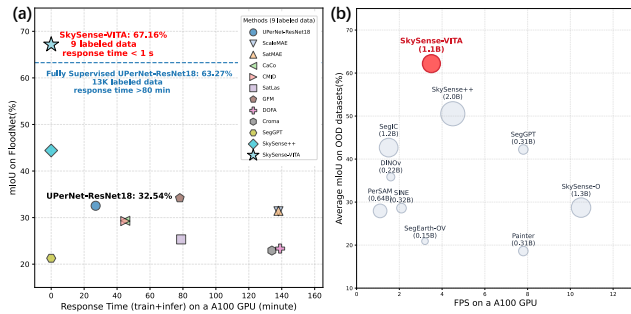 (a)
mIoU on FloodNet(%)
80
70
60
50
40
30
20
10
0
SkySense-VITA: 67.16%
9 labeled data
response time < 1 s
Fully Supervised UPerNet-ResNet18: 63.27%
13K labeled data
response time >80 min
UPerNet-ResNet18: 32.54%
Methods (9 labeled data)
UPerNet-ResNet18
ScaleMAE
SatMAE
CaCo
CMID
SatLas
GFM
DOFA
Croma
SegGPT
SkySense++
SkySense-VITA
0 20 40 60 80 100 120 140 160
Response Time (train+infer) on a A100 GPU (minute)
(b)
Average mIoU on OOD datasets(%)
80
70
60
50
40
30
20
10
SkySense-VITA
(1.1B)
SkySense++
(2.0B)
SegIC
(1.2B)
SegGPT
(0.31B)
DINOv
(0.22B)
PerSAM
(0.64B)
SINE
(0.32B)
SkySense-O
(1.3B)
SegEarth-OV
(0.15B)
Painter
(0.31B)
0 2 4 6 8 10 12
FPS on a A100 GPU